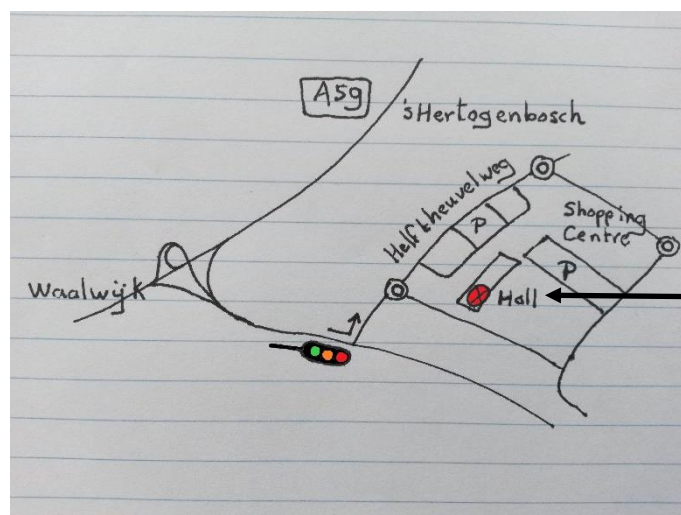 A59
'sHertogenbosch
Helftheuvelweg
P
Shopping
Centre
P
Waalwijk
Hall